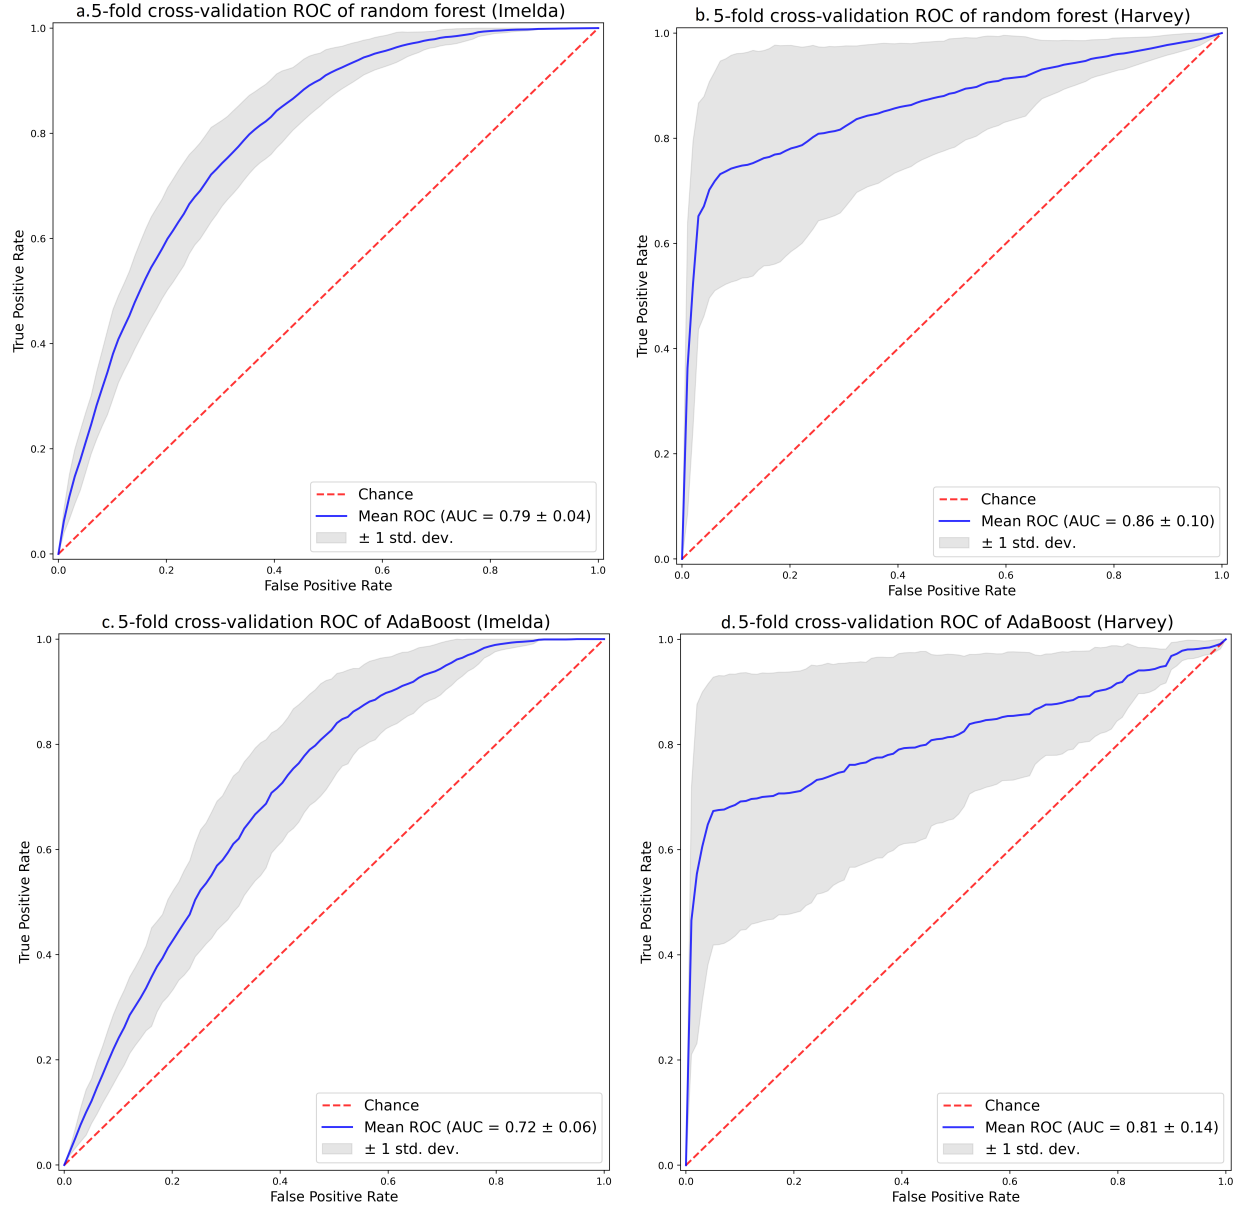 a.5-fold cross-validation ROC of random forest (Imelda)
1.0
0.8
0.6
0.4
0.2
0.0
True Positive Rate
Chance
Mean ROC (AUC = 0.79 ± 0.04)
± 1 std. dev.
0.0 0.2 0.4 0.6 0.8 1.0
False Positive Rate
b. 5-fold cross-validation ROC of random forest (Harvey)
1.0
0.8
0.6
0.4
0.2
0.0
True Positive Rate
Chance
Mean ROC (AUC = 0.86 ± 0.10)
± 1 std. dev.
0.0 0.2 0.4 0.6 0.8 1.0
False Positive Rate
c. 5-fold cross-validation ROC of AdaBoost (Imelda)
1.0
0.8
0.6
0.4
0.2
0.0
True Positive Rate
Chance
Mean ROC (AUC = 0.72 ± 0.06)
± 1 std. dev.
0.0 0.2 0.4 0.6 0.8 1.0
False Positive Rate
d. 5-fold cross-validation ROC of AdaBoost (Harvey)
1.0
0.8
0.6
0.4
0.2
0.0
True Positive Rate
Chance
Mean ROC (AUC = 0.81 ± 0.14)
± 1 std. dev.
0.0 0.2 0.4 0.6 0.8 1.0
False Positive Rate